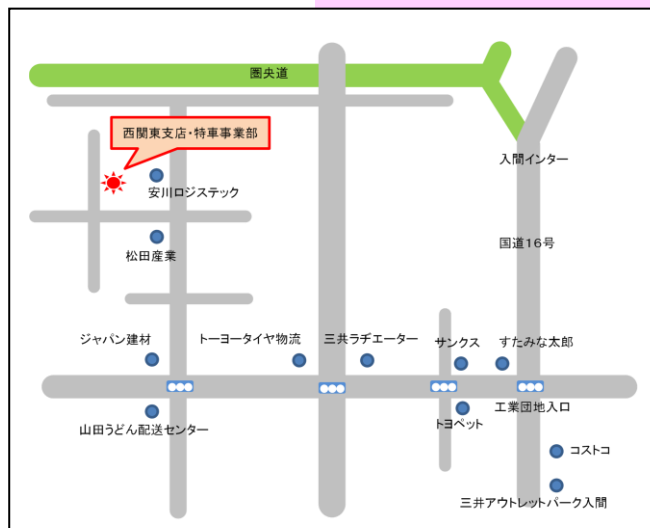 圏央道
西関東支店・特車事業部
入間インター
安川ロジステック
国道16号
松田産業
ジャパン建材
トーヨータイヤ物流
三共ラヂエーター
サンクス
すたみな太郎
工業団地入口
トヨペット
山田うどん配送センター
コストコ
三井アウトレットパーク入間